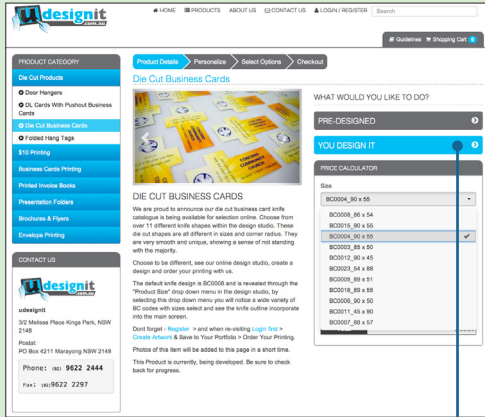 udesignit
.com.au
HOME PRODUCTS ABOUT US CONTACT US LOGIN / REGISTER Search
Guidelines Shopping Cart
PRODUCT CATEGORY
Die Cut Products
Door Hangers
DL Cards With Pushout Business
Cards
Die Cut Business Cards
Folded Hang Tags
$10 Printing
Business Cards Printing
Printed Invoice Books
Presentation Folders
Brochures & Flyers
Envelope Printing
CONTACT US
udesignit
.com.au
udesignit
3/2 Melissa Place Kings Park, NSW
2148
Postal:
PO Box 4211 Marayong NSW 2148
Phone: (02) 9622 2444
Fax: (02)9622 2297
Product Details Personalize Select Options Checkout
Die Cut Business Cards
DIE CUT BUSINESS CARDS
We are proud to announce our die cut business card knife
catalogue is being available for selection online. Choose from
over 11 different knife shapes within the design studio. These
die cut shapes are all different in sizes and corner radius. They
are very smooth and unique, showing a sense of not standing
with the majority.
Choose to be different, see our online design studio, create a
design and order your printing with us.
The default knife design is BC0008 and is revealed through the
"Product Size" drop down menu in the design studio, by
selecting this drop down menu you will notice a wide variety of
BC codes with sizes select and see the knife outline incorporate
into the main screen.
Dont forget - Register > and when re-visiting Login first >
Create Artwork & Save to Your Portfolio > Order Your Printing.
Photos of this item will be added to this page in a short time.
This Product is currently, being developed. Be sure to check
back for progress.
WHAT WOULD YOU LIKE TO DO?
PRE-DESIGNED
YOU DESIGN IT
PRICE CALCULATOR
Size
BC0004_90 x 55
BC0008_86 x 54
BC0015_90 x 55
BC0004_90 x 55
BC0003_85 x 50
BC0012_90 x 45
BC0023_54 x 88
BC0005_89 x 51
BC0016_89 x 55
BC0006_90 x 50
BC0011_45 x 90
BC0007_86 x 57